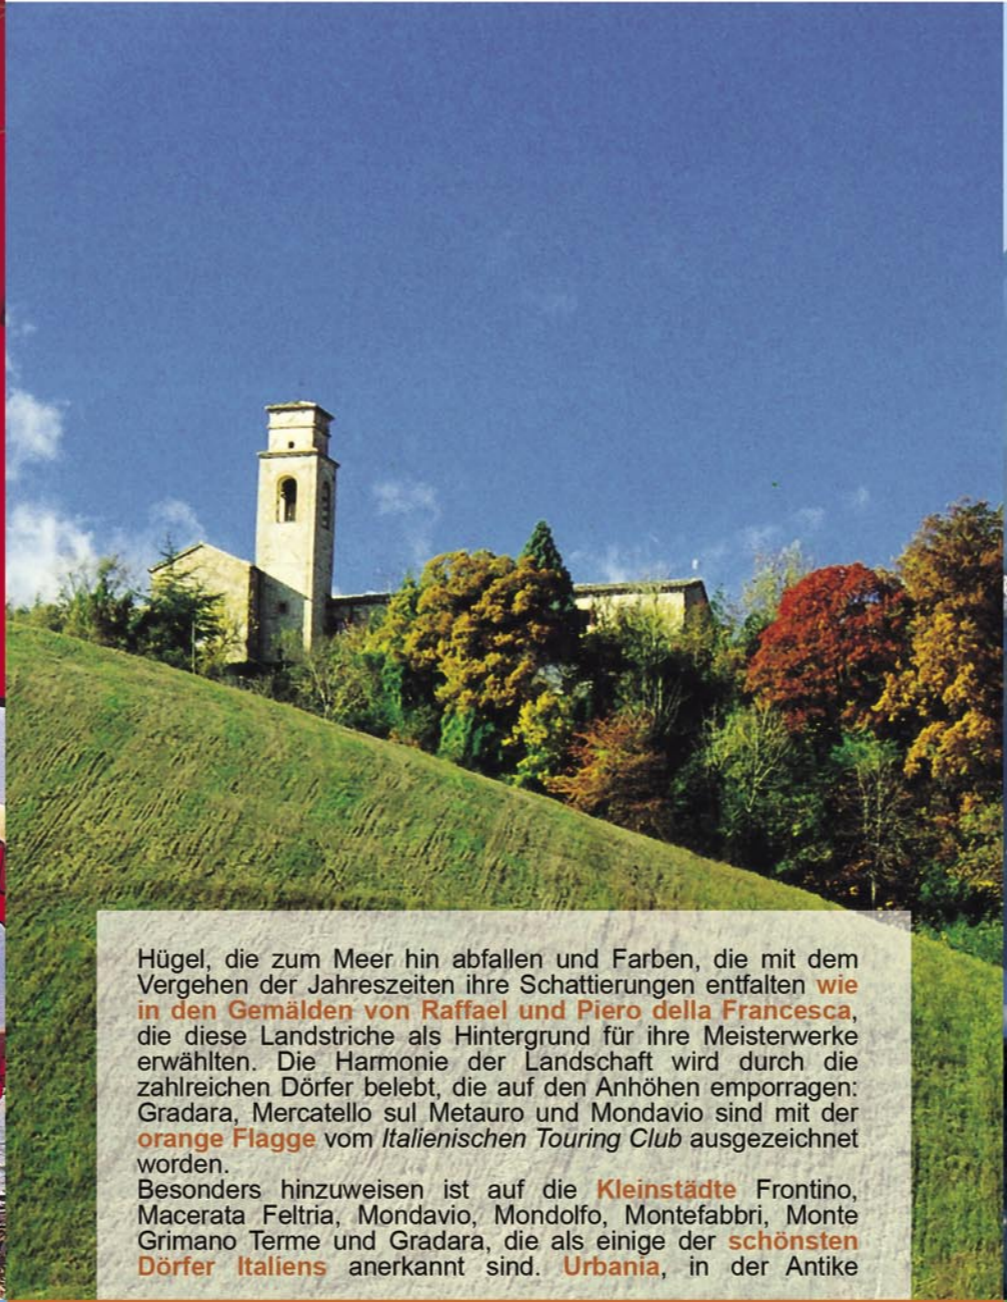 Hügel, die zum Meer hin abfallen und Farben, die mit dem
Vergehen der Jahreszeiten ihre Schattierungen entfalten wie
in den Gemälden von Raffael und Piero della Francesca,
die diese Landstriche als Hintergrund für ihre Meisterwerke
erwählten. Die Harmonie der Landschaft wird durch die
zahlreichen Dörfer belebt, die auf den Anhöhen emporragen:
Gradara, Mercatello sul Metauro und Mondavio sind mit der
orange Flagge vom Italienischen Touring Club ausgezeichnet
worden.
Besonders hinzuweisen ist auf die Kleinstädte Frontino,
Macerata Feltria, Mondavio, Mondolfo, Montefabbri, Monte
Grimano Terme und Gradara, die als einige der schönsten
Dörfer Italiens anerkannt sind. Urbania, in der Antike